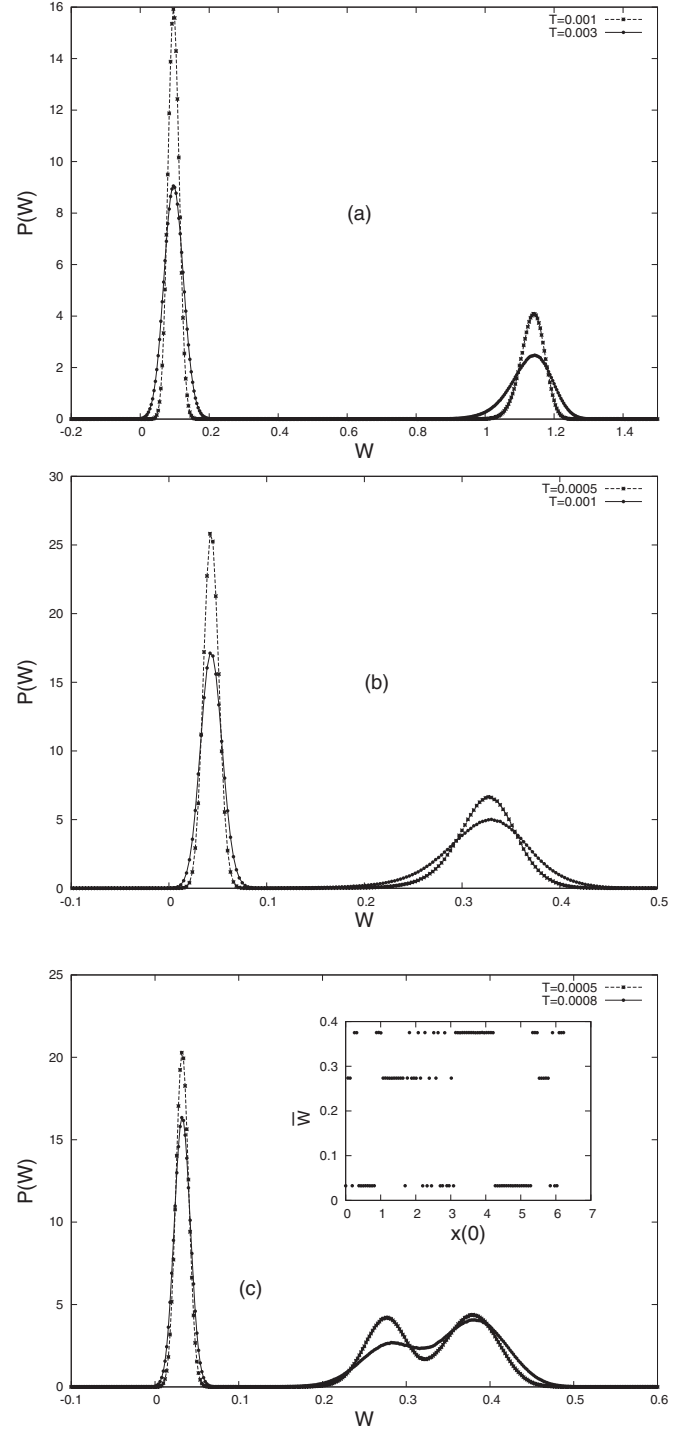 16
14
12
10
8
6
4
2
0
P(W)
T=0.001
T=0.003
(a)
-0.2 0 0.2 0.4 0.6 0.8 1 1.2 1.4
W
30
25
20
15
10
5
0
P(W)
T=0.0005
T=0.001
(b)
-0.1 0 0.1 0.2 0.3 0.4 0.5
W
25
20
15
10
5
0
P(W)
T=0.0005
T=0.0008
0.4
0.3
0.2
0.1
0
W̅
0 1 2 3 4 5 6 7
x(0)
(c)
-0.1 0 0.1 0.2 0.3 0.4 0.5 0.6
W